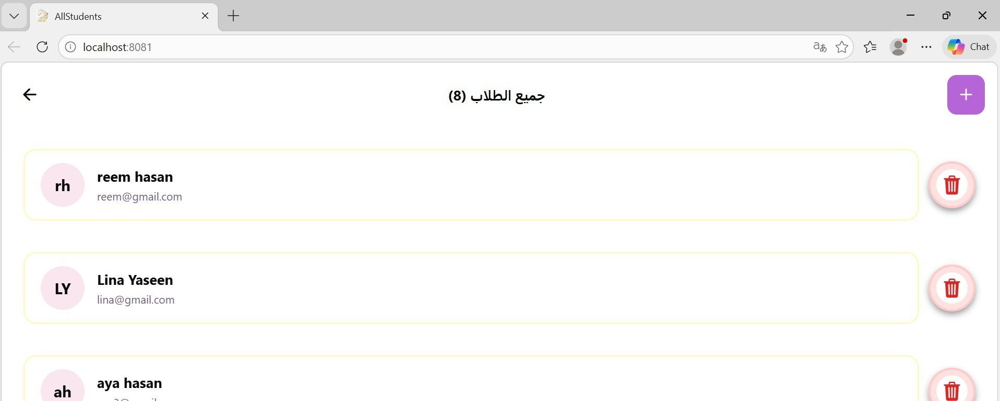 AllStudents
localhost:8081
Chat
جميع الطلاب (8)
rh
reem hasan
reem@gmail.com
LY
Lina Yaseen
lina@gmail.com
ah
aya hasan